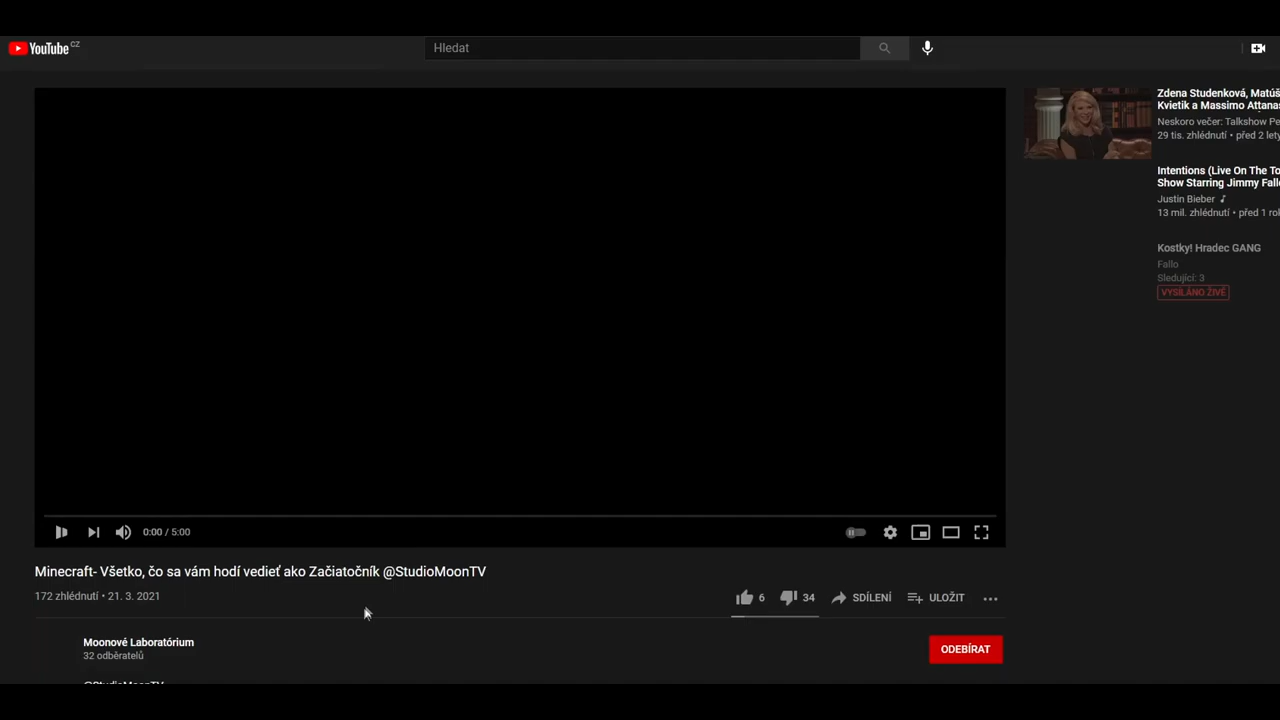 YouTube CZ
Hledat
Zdena Studenková, Matúš
Kvietik a Massimo Attanas
Neskoro večer: Talkshow Pe
29 tis. zhlédnutí • před 2 lety
Intentions (Live On The To
Show Starring Jimmy Fallo
Justin Bieber
13 mil. zhlédnutí • před 1 rok
Kostky! Hradec GANG
Fallo
Sledující: 3
VYSÍLÁNO ŽIVĚ
0:00 / 5:00
Minecraft- Všetko, čo sa vám hodí vedieť ako Začiatočník @StudioMoonTV
172 zhlédnutí • 21. 3. 2021
6
34
SDÍLENÍ
ULOŽIT
Moonové Laboratórium
32 odběratelů
ODEBÍRAT
@StudioMoonTV